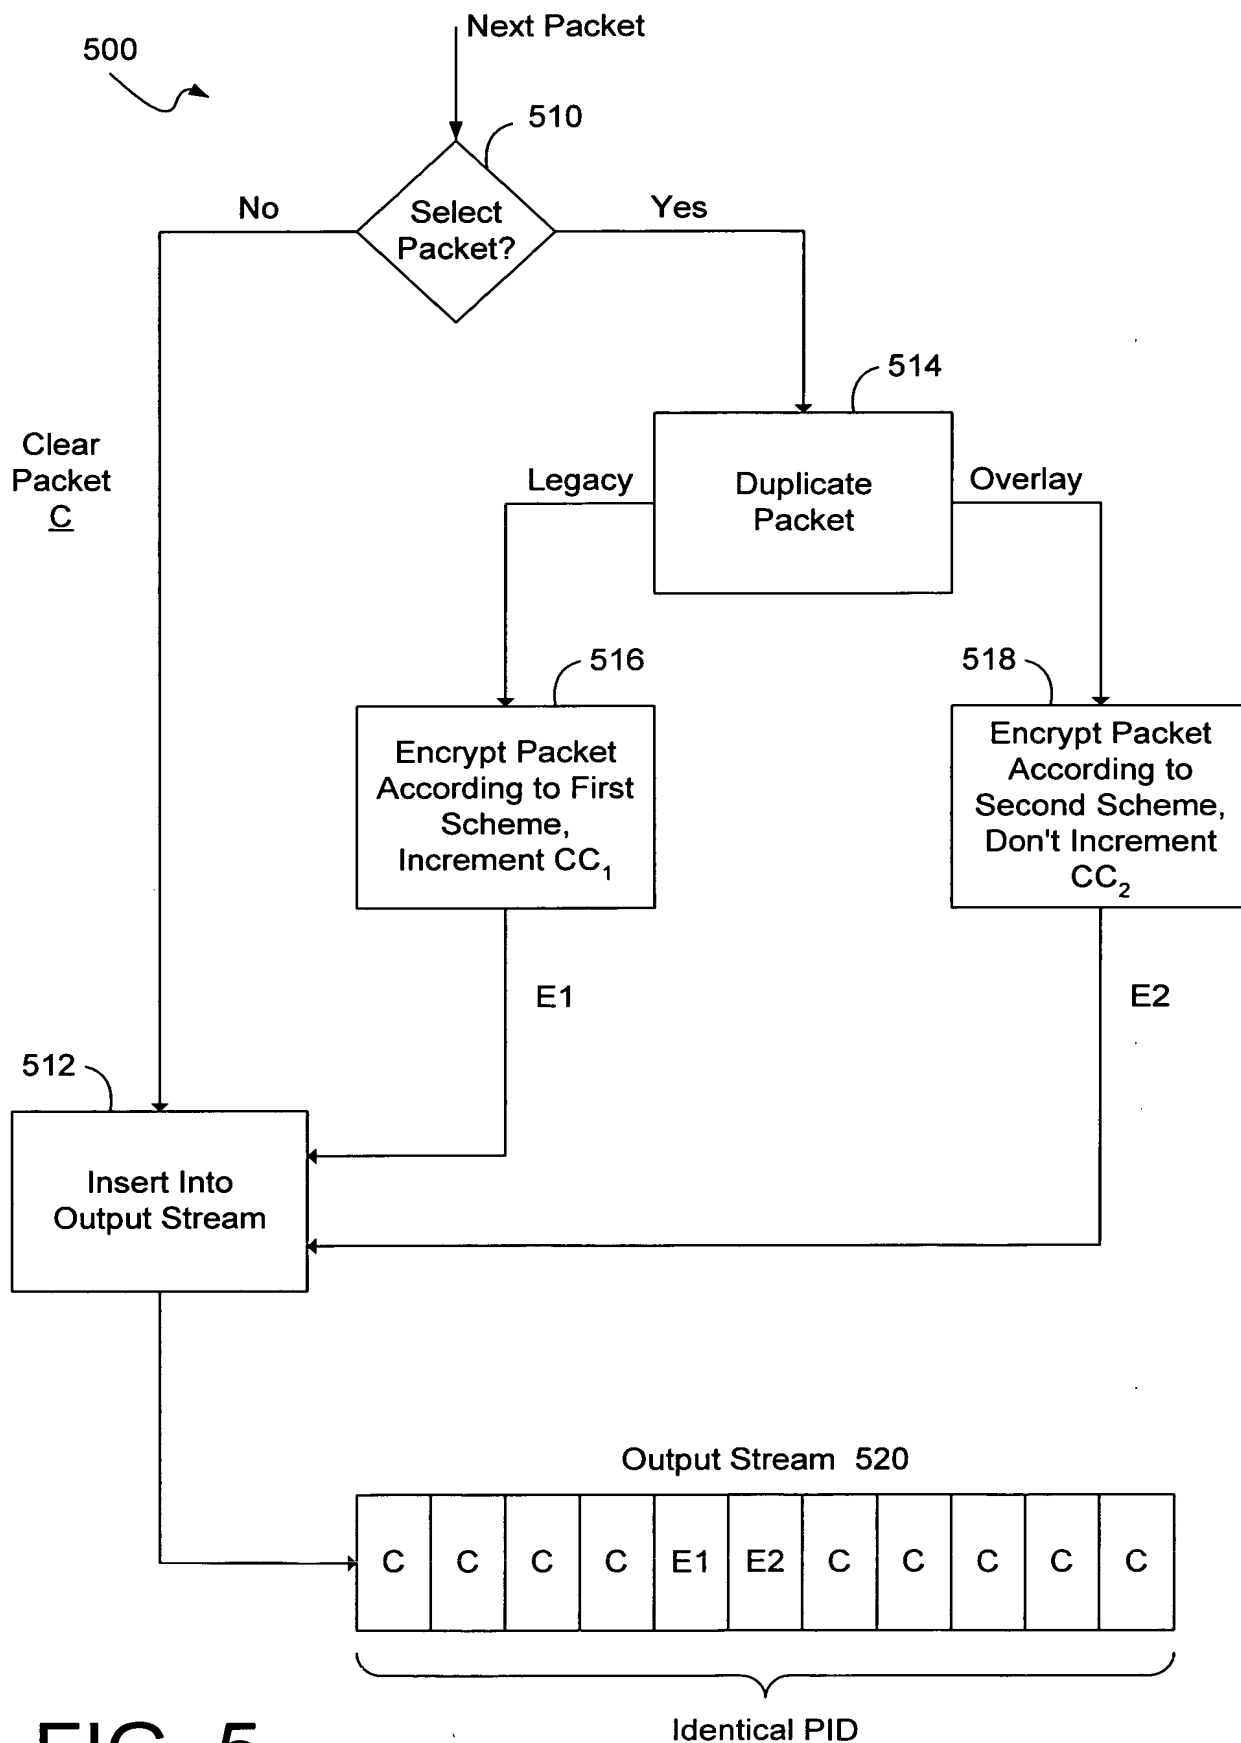 Next Packet
500
510
No
Select
Packet?
Yes
514
Clear
Packet
C
Legacy
Duplicate
Packet
Overlay
516
518
Encrypt Packet
According to First
Scheme,
Increment CC₁
Encrypt Packet
According to
Second Scheme,
Don't Increment
CC₂
E1
E2
512
Insert Into
Output Stream
Output Stream 520
C C C C E1 E2 C C C C C
Identical PID
FIG. 5